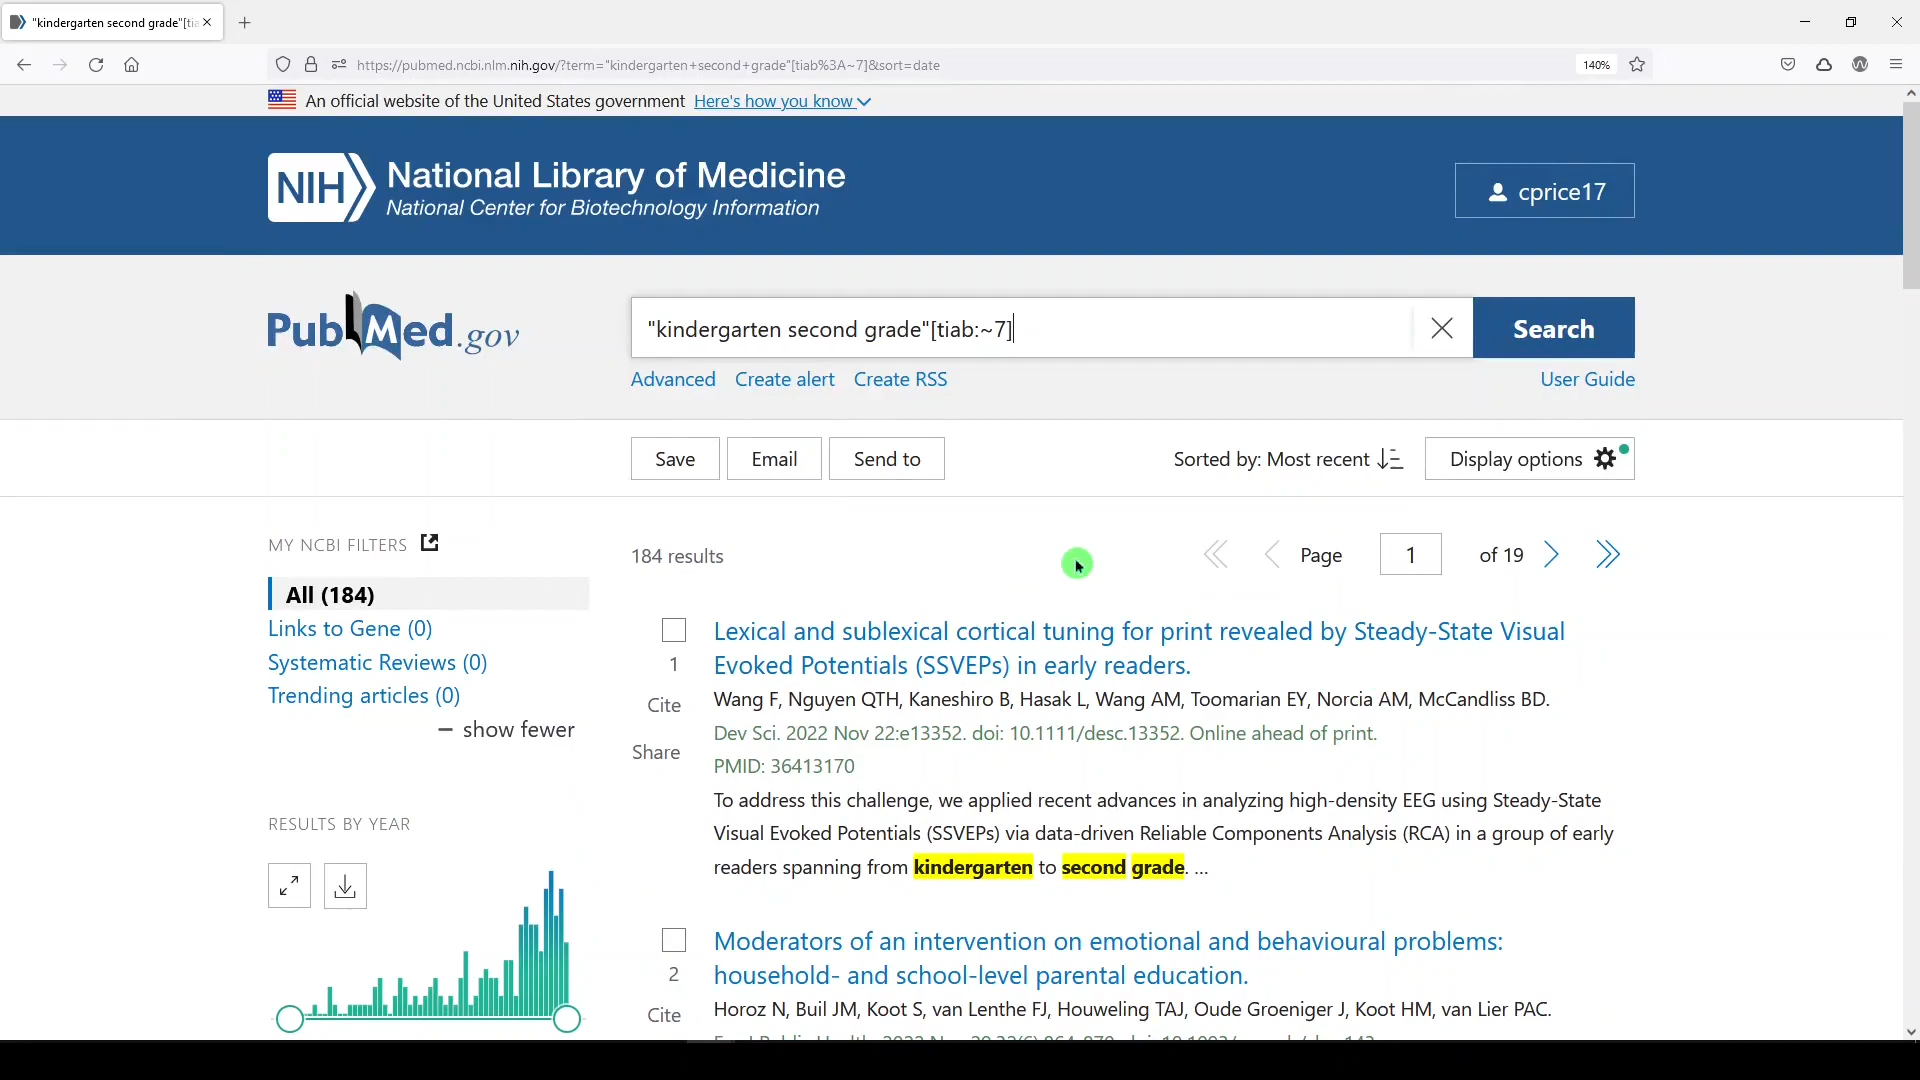 "kindergarten second grade"[tia
https://pubmed.ncbi.nlm.nih.gov/?term="kindergarten+second+grade"[tiab%3A~7]&sort=date
140%
An official website of the United States government Here's how you know
NIH National Library of Medicine
National Center for Biotechnology Information
cprice17
PubMed.gov
"kindergarten second grade"[tiab:~7]
Search
Advanced Create alert Create RSS
User Guide
Save Email Send to
Sorted by: Most recent
Display options
MY NCBI FILTERS
All (184)
Links to Gene (0)
Systematic Reviews (0)
Trending articles (0)
— show fewer
RESULTS BY YEAR
184 results
Page 1 of 19
Lexical and sublexical cortical tuning for print revealed by Steady-State Visual
1
Evoked Potentials (SSVEPs) in early readers.
Cite
Wang F, Nguyen QTH, Kaneshiro B, Hasak L, Wang AM, Toomarian EY, Norcia AM, McCandliss BD.
Dev Sci. 2022 Nov 22:e13352. doi: 10.1111/desc.13352. Online ahead of print.
Share
PMID: 36413170
To address this challenge, we applied recent advances in analyzing high-density EEG using Steady-State
Visual Evoked Potentials (SSVEPs) via data-driven Reliable Components Analysis (RCA) in a group of early
readers spanning from kindergarten to second grade. ...
Moderators of an intervention on emotional and behavioural problems:
2
household- and school-level parental education.
Cite
Horoz N, Buil JM, Koot S, van Lenthe FJ, Houweling TAJ, Oude Groeniger J, Koot HM, van Lier PAC.